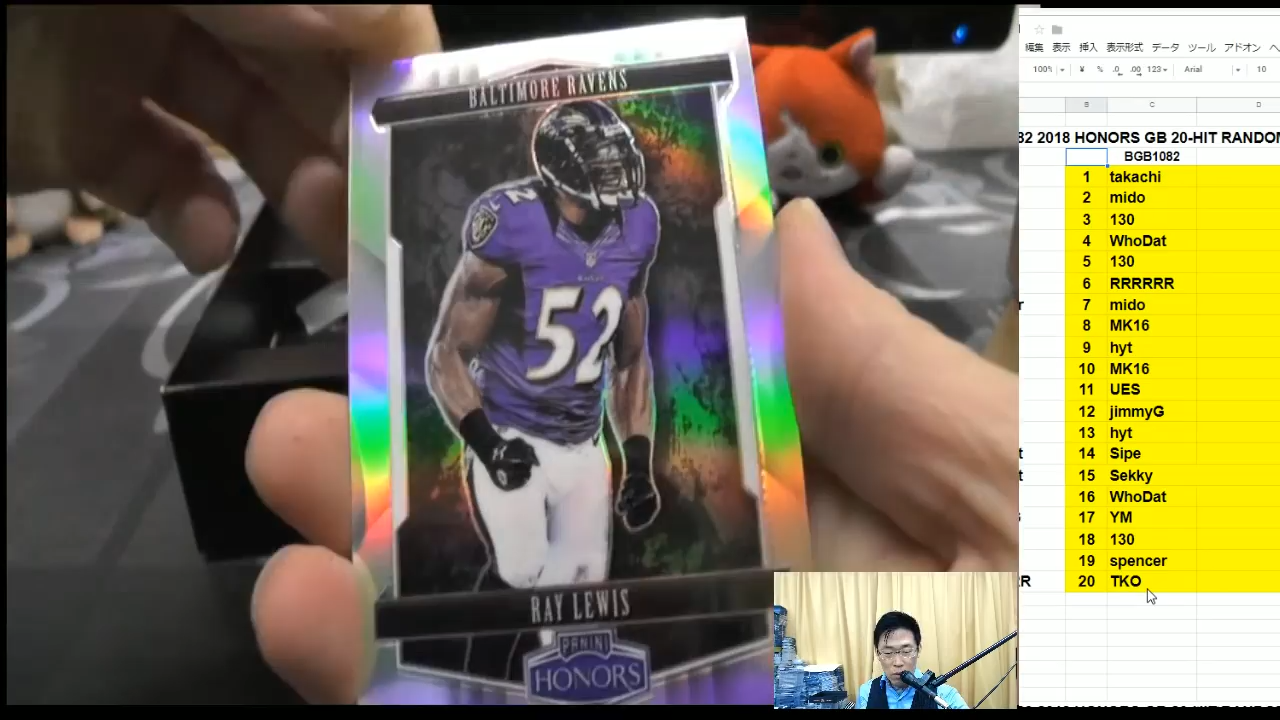 BALTIMORE RAVENS
52
52
RAY LEWIS
PANINI
HONORS
編集 表示 挿入 表示形式 データ ツール アドオン ヘ
100% ¥ % .0 .00 123 Arial 10
B C D
82 2018 HONORS GB 20-HIT RANDOM
BGB1082
1 takachi
2 mido
3 130
4 WhoDat
5 130
6 RRRRRR
7 mido
8 MK16
9 hyt
10 MK16
11 UES
12 jimmyG
13 hyt
14 Sipe
15 Sekky
16 WhoDat
17 YM
18 130
19 spencer
20 TKO